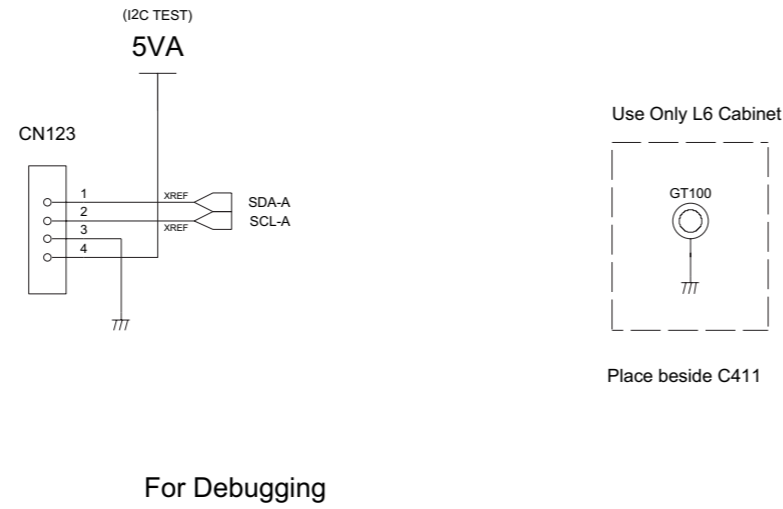 (I2C TEST)
5VA
CN123
1
XREF
SDA-A
2
XREF
SCL-A
3
4
Use Only L6 Cabinet
GT100
Place beside C411
For Debugging